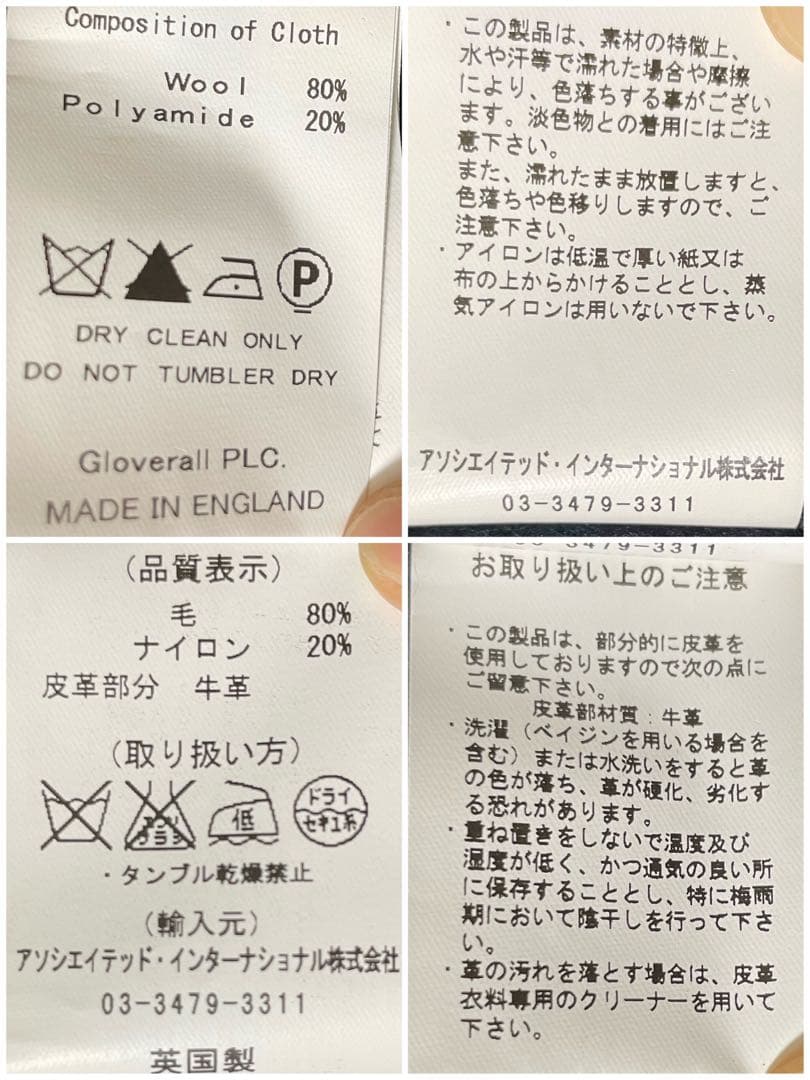 Composition of Cloth
Wool 80%
Polyamide 20%
P
DRY CLEAN ONLY
DO NOT TUMBLER DRY
Gloverall PLC.
MADE IN ENGLAND
・この製品は、素材の特徴上、
水や汗等で濡れた場合や摩擦
により、色落ちする事がござい
ます。淡色物との着用にはご注
意下さい。
また、濡れたまま放置しますと、
色落ちや色移りしますので、ご
注意下さい。
・アイロンは低温で厚い紙又は
布の上からかけることとし、蒸
気アイロンは用いないで下さい。
アソシエイテッド・インターナショナル株式会社
03-3479-3311
(品質表示)
毛 80%
ナイロン 20%
皮革部分 牛革
(取り扱い方)
エンソ
サラシ
低
ドライ
セキユ系
・タンブル乾燥禁止
(輸入元)
アソシエイテッド・インターナショナル株式会社
03-3479-3311
英国製
03-3479-3311
お取り扱い上のご注意
・この製品は、部分的に皮革を
使用しておりますので次の点に
ご留意下さい。
皮革部材質:牛革
・洗濯(ベイジンを用いる場合を
含む)または水洗いをすると革
の色が落ち、革が硬化、劣化す
る恐れがあります。
・重ね置きをしないで温度及び
湿度が低く、かつ通気の良い所
に保存することとし、特に梅雨
期において陰干しを行って下さ
い。
・革の汚れを落とす場合は、皮革
衣料専用のクリーナーを用いて
下さい。